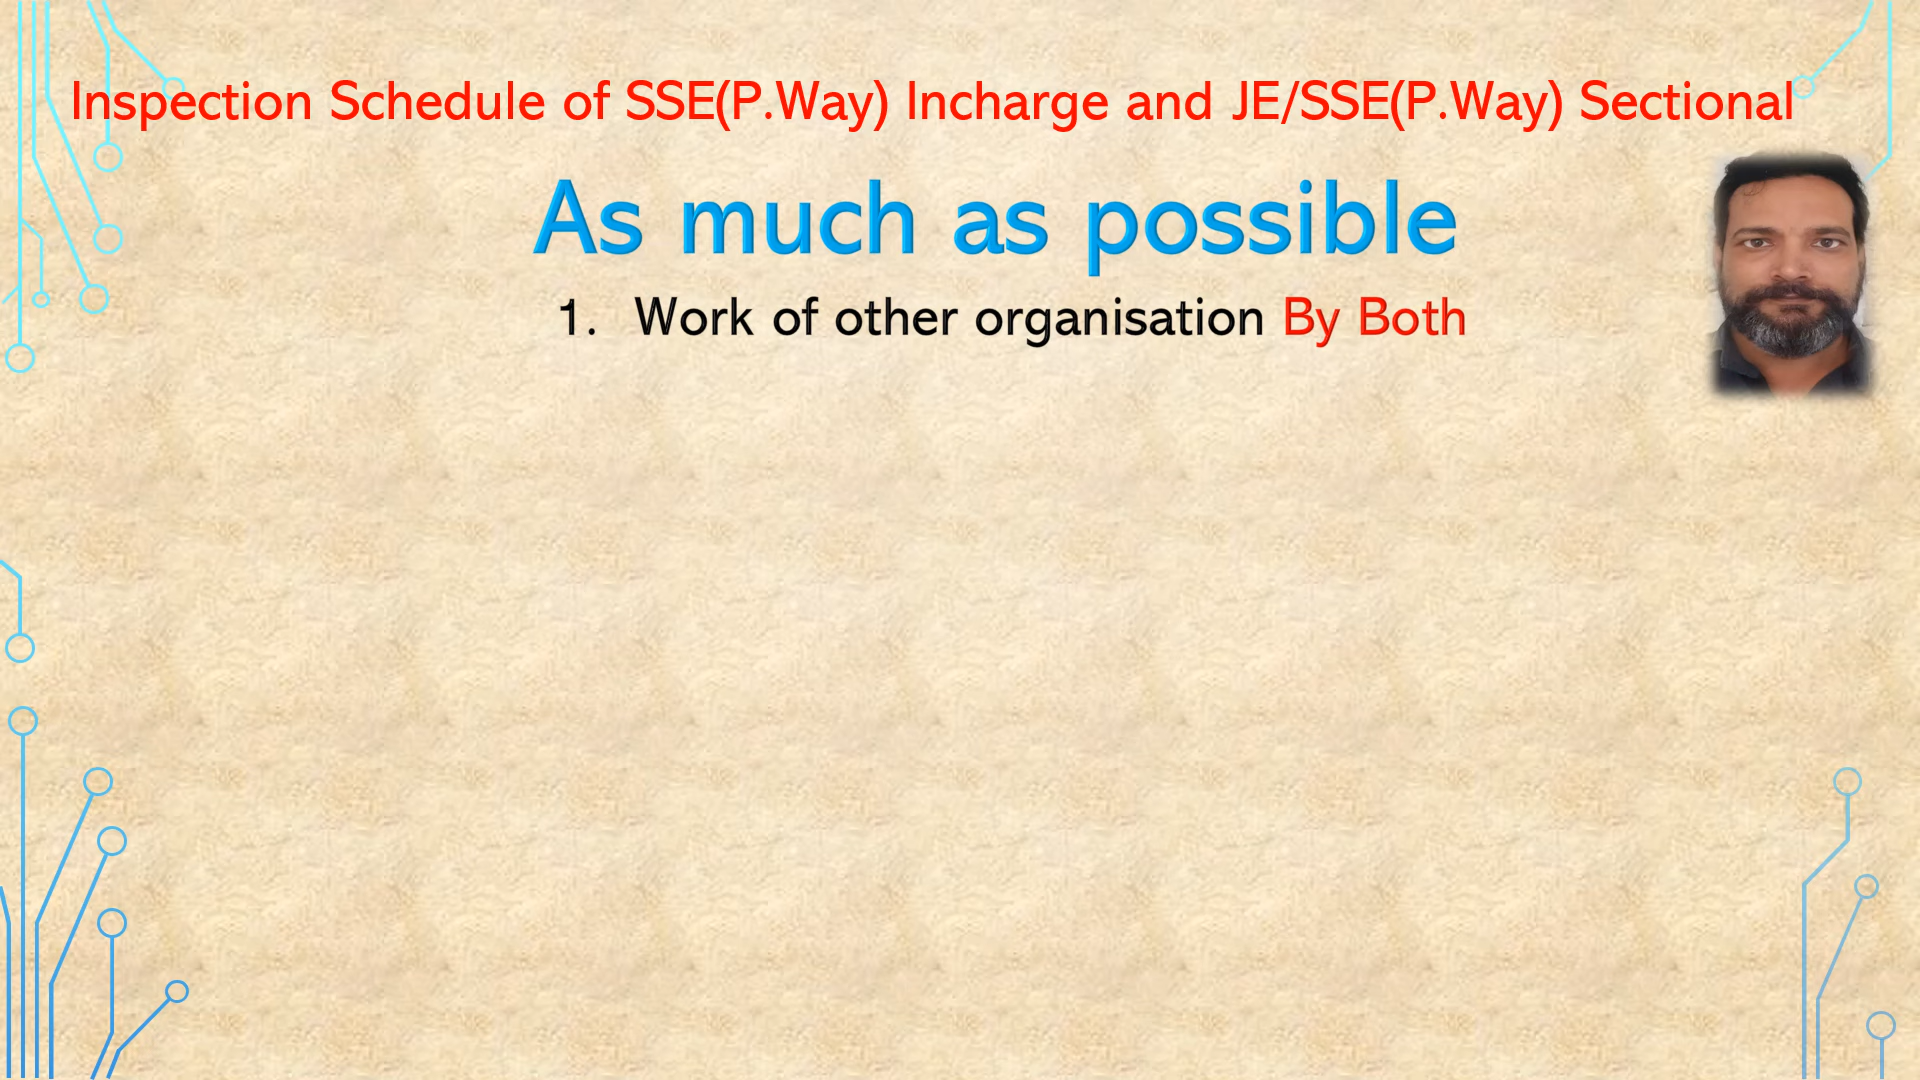 Inspection Schedule of SSE(P.Way) Incharge and JE/SSE(P.Way) Sectional
As much as possible
1. Work of other organisation By Both